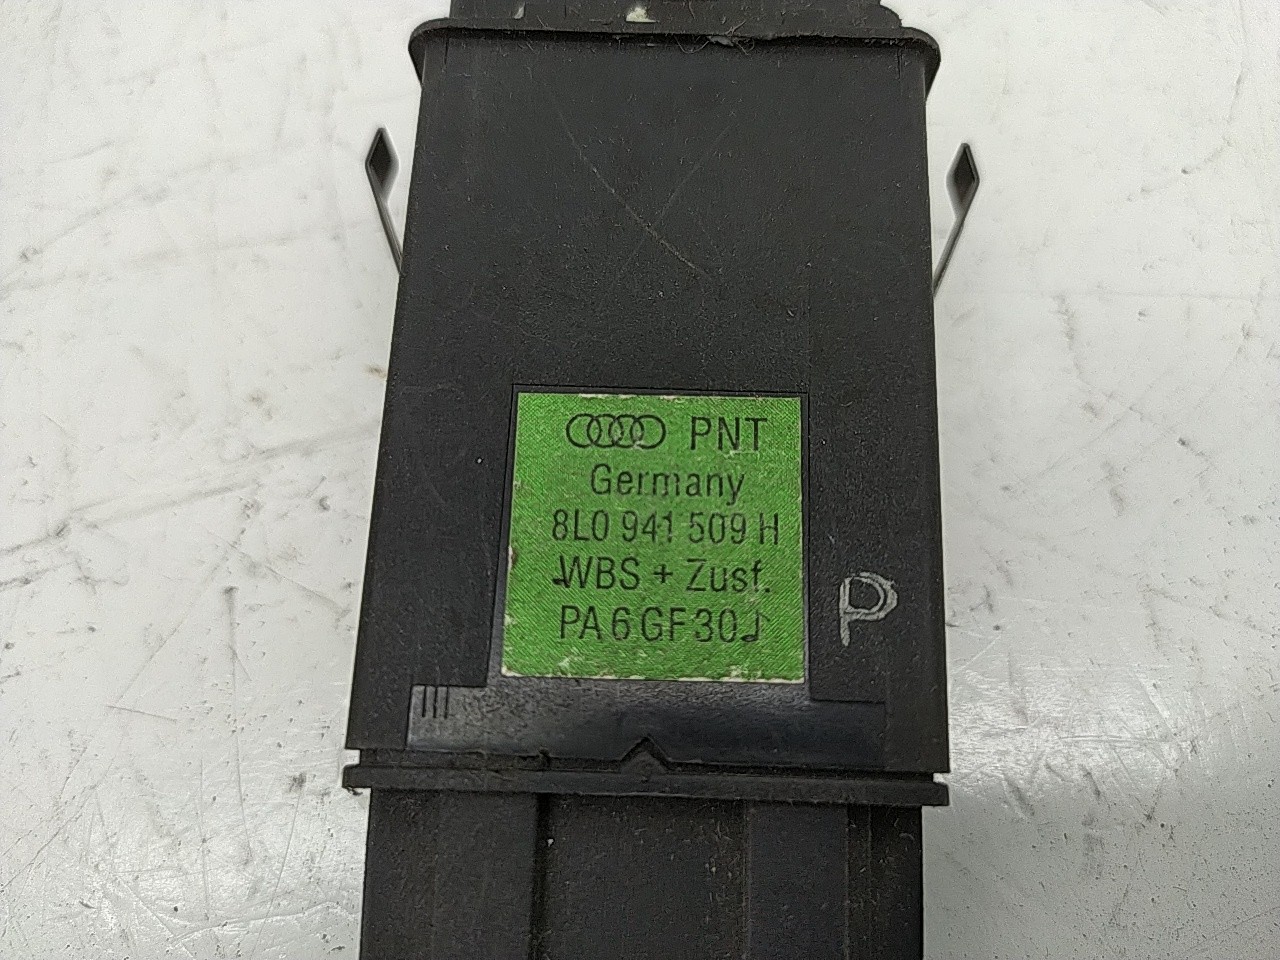 PNT
Germany
8L0 941 509 H
WBS + Zusf.
PA 6 GF 30
P